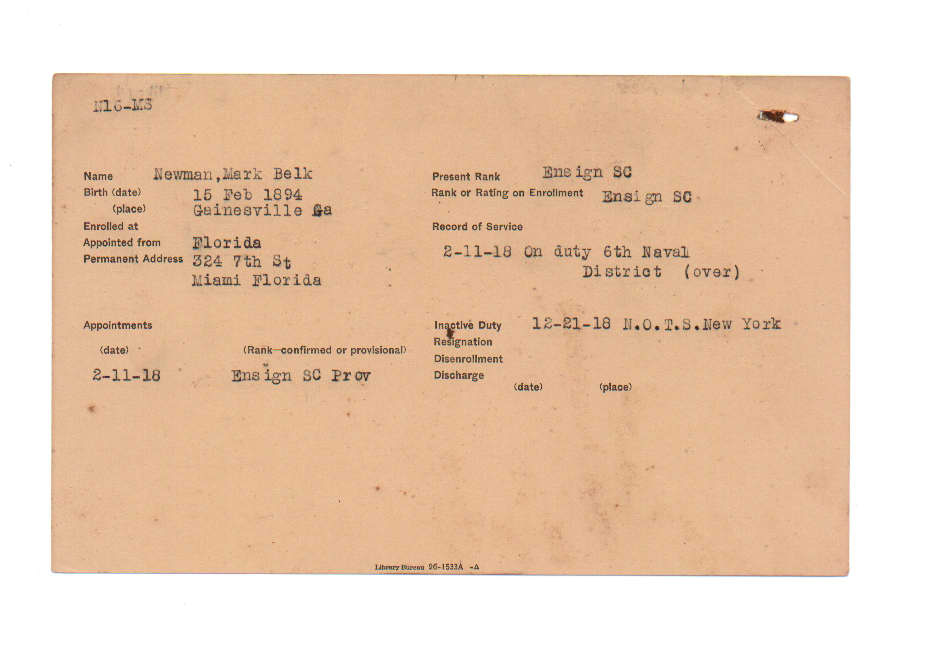 N16-MS
Name Newman,Mark Belk
Birth (date) 15 Feb 1894
(place) Gainesville Ga
Enrolled at
Appointed from Florida
Permanent Address 324 7th St
Miami Florida
Appointments
(date) (Rank—confirmed or provisional)
2-11-18 Ensign SC Prov
Present Rank Ensign SC
Rank or Rating on Enrollment Ensign SC
Record of Service
2-11-18 On duty 6th Naval
District (over)
Inactive Duty 12-21-18 N.O.T.S.New York
Resignation
Disenrollment
Discharge
(date) (place)
Library Bureau 26-1533A -A